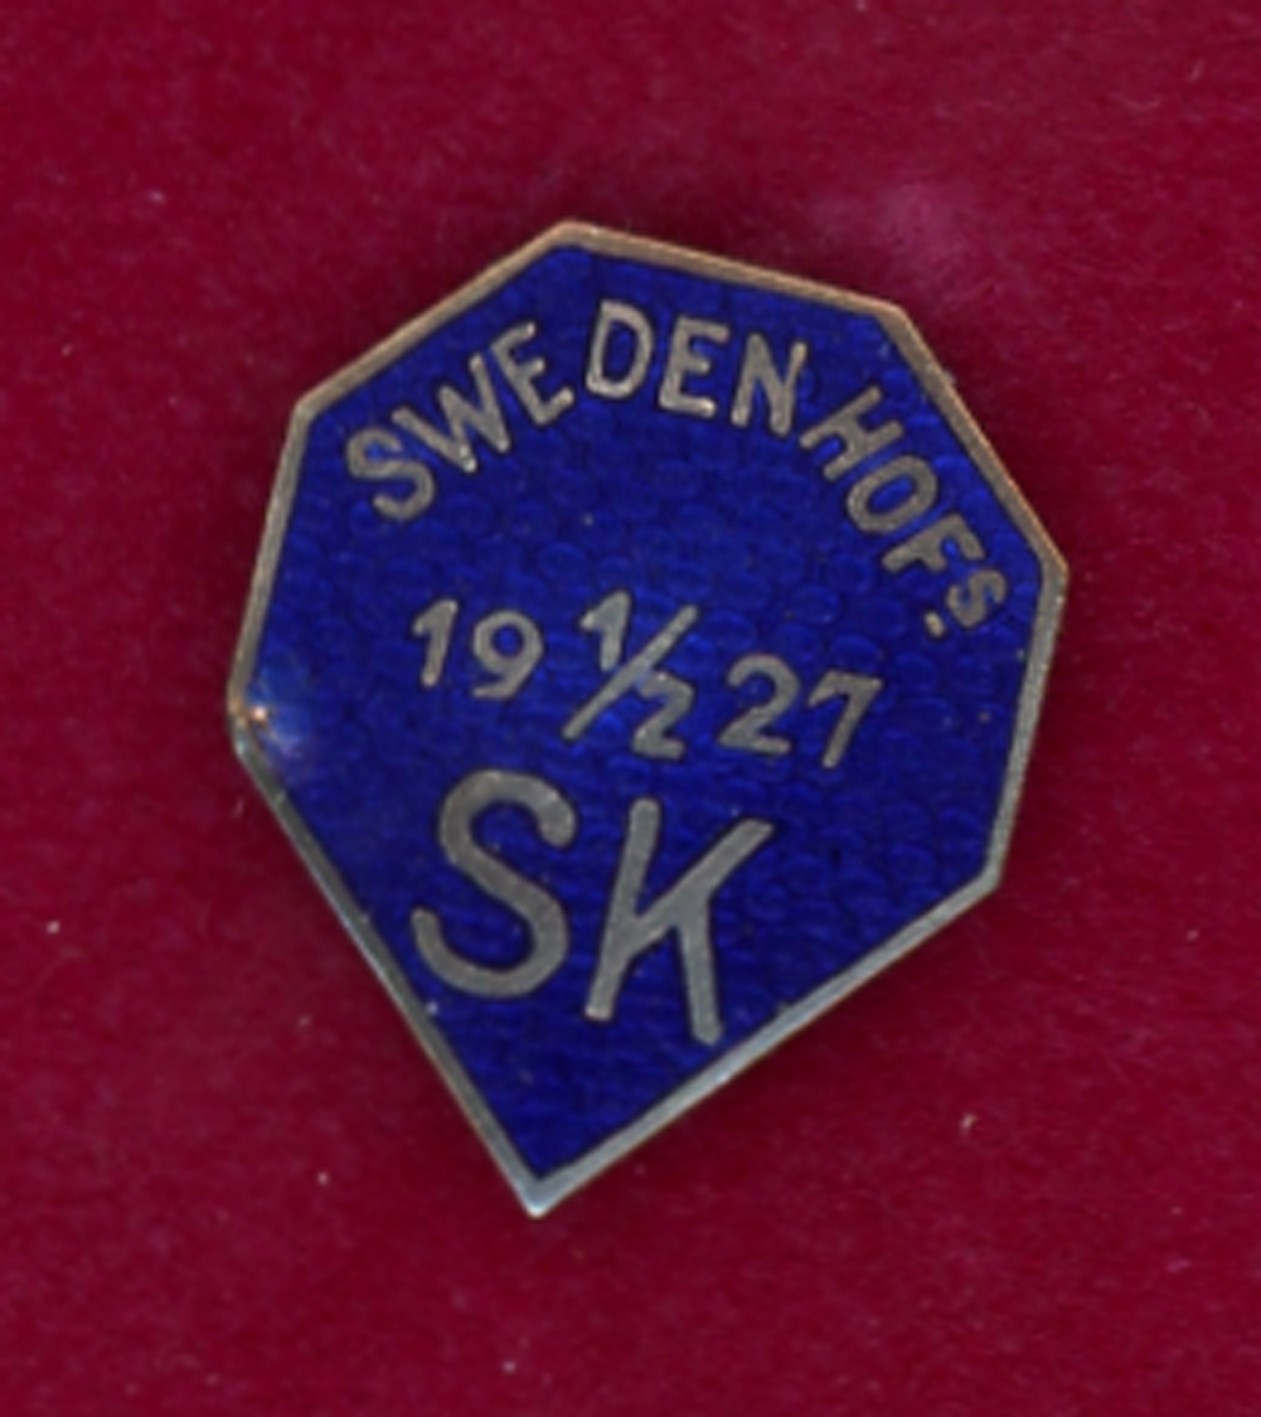 SWEDENHOFs.
19 1/2 27
SK